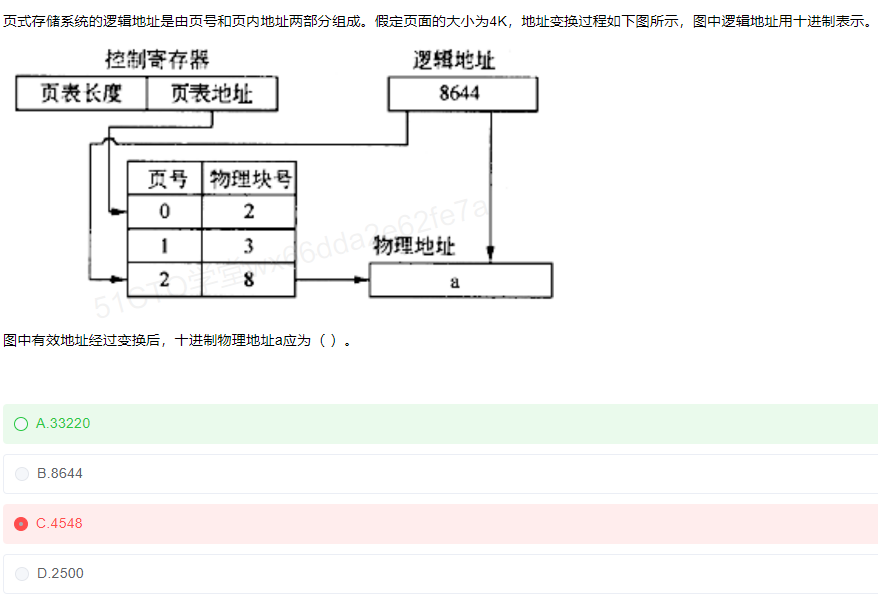 页式存储系统的逻辑地址是由页号和页内地址两部分组成。假定页面的大小为4K，地址变换过程如下图所示，图中逻辑地址用十进制表示。
控制寄存器 逻辑地址
页表长度 页表地址 8644
页号 物理块号
0 2
1 3
物理地址
2 8 a
51CTO学堂wx66dda2e62fe7a
图中有效地址经过变换后，十进制物理地址a应为（ ）。
A.33220
B.8644
C.4548
D.2500